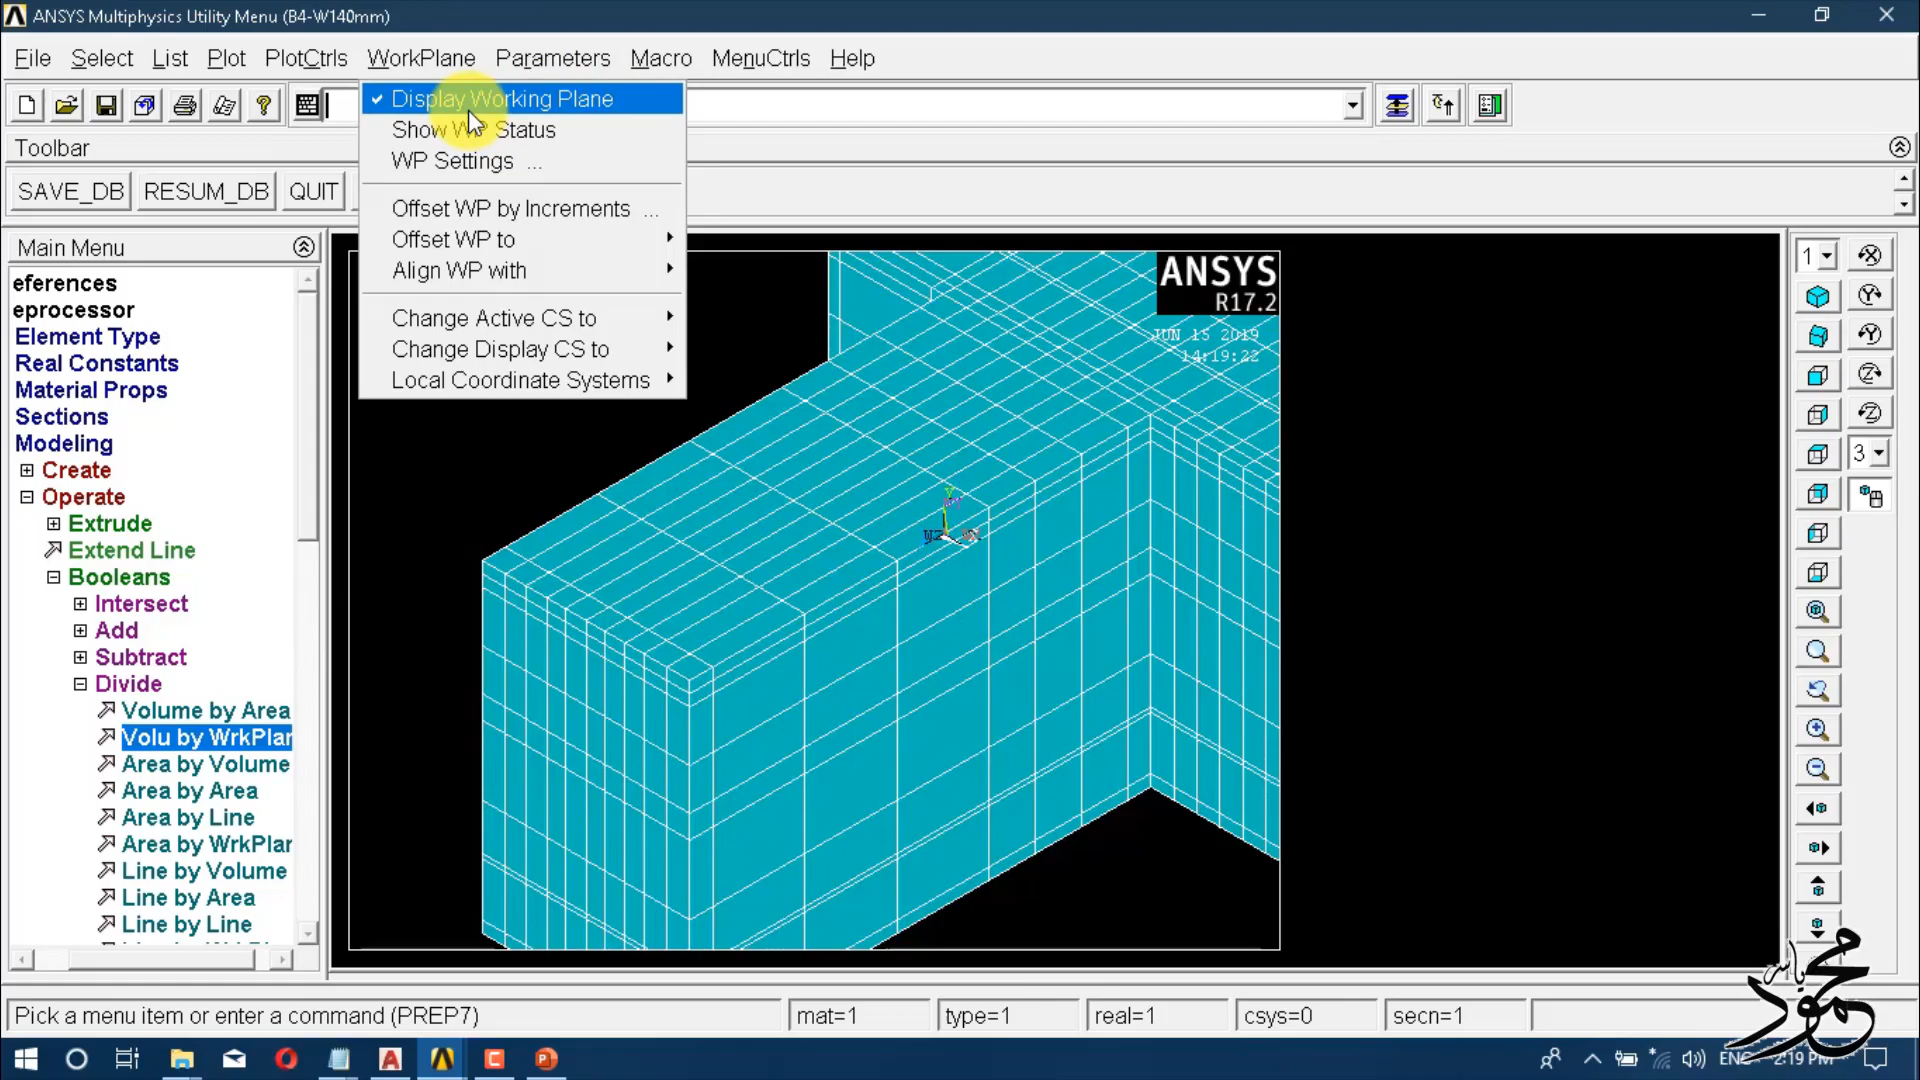 ANSYS Multiphysics Utility Menu (B4-W140mm)
File Select List Plot PlotCtrls WorkPlane Parameters Macro MenuCtrls Help
Display Working Plane
Show WP Status
WP Settings ...
Offset WP by Increments ...
Offset WP to
Align WP with
Change Active CS to
Change Display CS to
Local Coordinate Systems
Toolbar
SAVE_DB RESUM_DB QUIT
Main Menu
eferences
eprocessor
Element Type
Real Constants
Material Props
Sections
Modeling
Create
Operate
Extrude
Extend Line
Booleans
Intersect
Add
Subtract
Divide
Volume by Area
Volu by WrkPlan
Area by Volume
Area by Area
Area by Line
Area by WrkPlan
Line by Volume
Line by Area
Line by Line
ANSYS
R17.2
JUN 15 2019
14:19:22
Y
1
3
Pick a menu item or enter a command (PREP7) mat=1 type=1 real=1 csys=0 secn=1
محمود
ياسر
2:19 PM